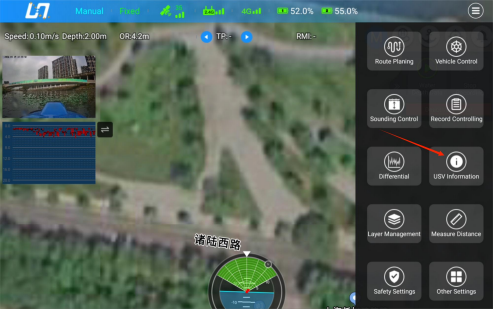 Manual
Fixed
4G
52.0%
55.0%
Speed:0.10m/s Depth:2.00m
OR:4.2m
TP:-
RMI:-
Route Planing
Vehicle Control
Sounding Control
Record Controlling
Differential
USV Information
诸陆西路
Layer Management
Measure Distance
Safety Settings
Other Settings